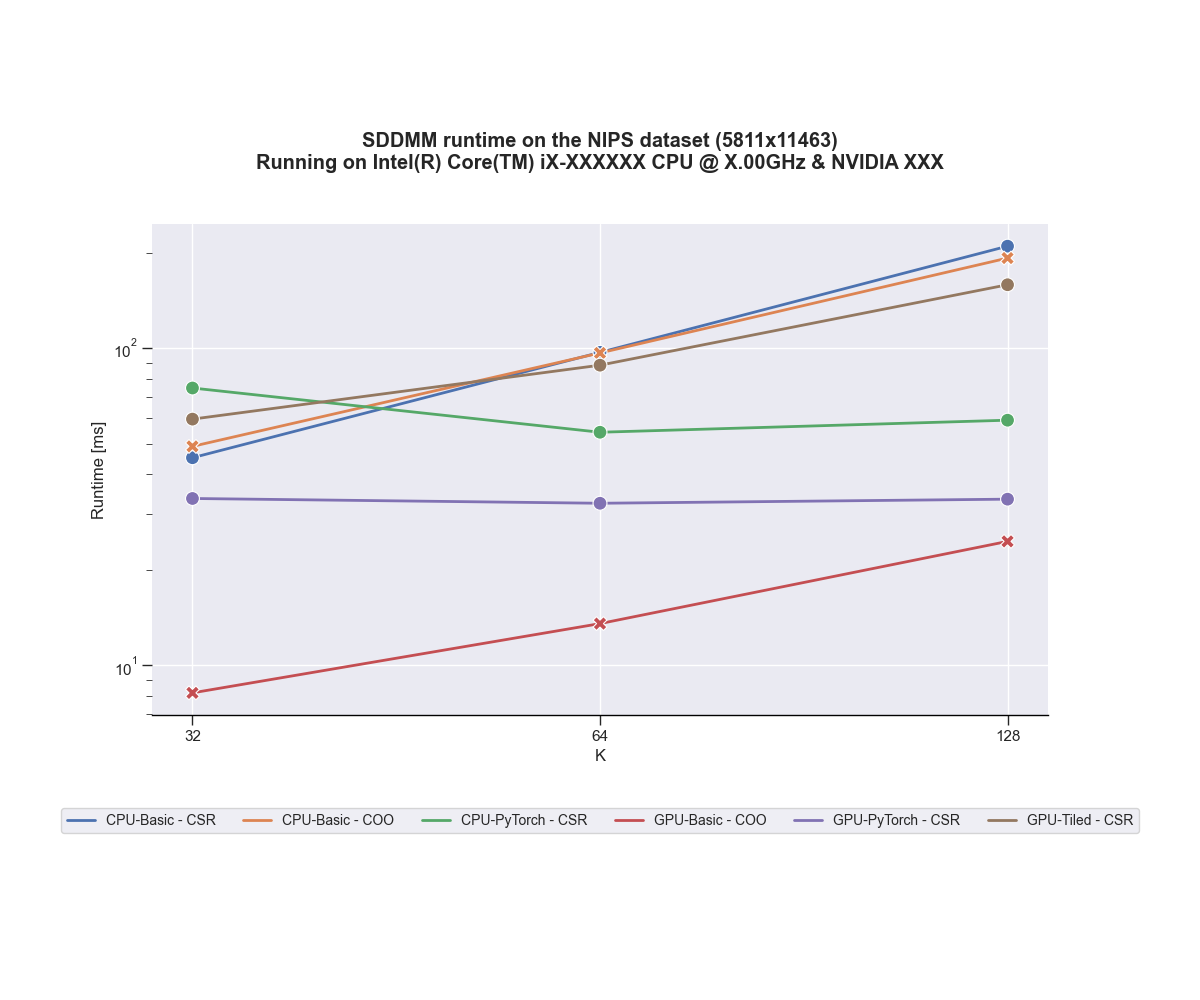 SDDMM runtime on the NIPS dataset (5811x11463)
Running on Intel(R) Core(TM) iX-XXXXXX CPU @ X.00GHz & NVIDIA XXX
10²
Runtime [ms]
10¹
32 64 128
K
CPU-Basic - CSR CPU-Basic - COO CPU-PyTorch - CSR GPU-Basic - COO GPU-PyTorch - CSR GPU-Tiled - CSR